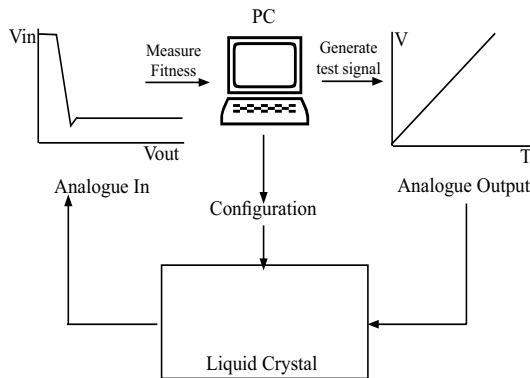 PC
Vin
Measure
Fitness
Generate
test signal
V
Vout
T
Analogue In
Analogue Output
Configuration
Liquid Crystal